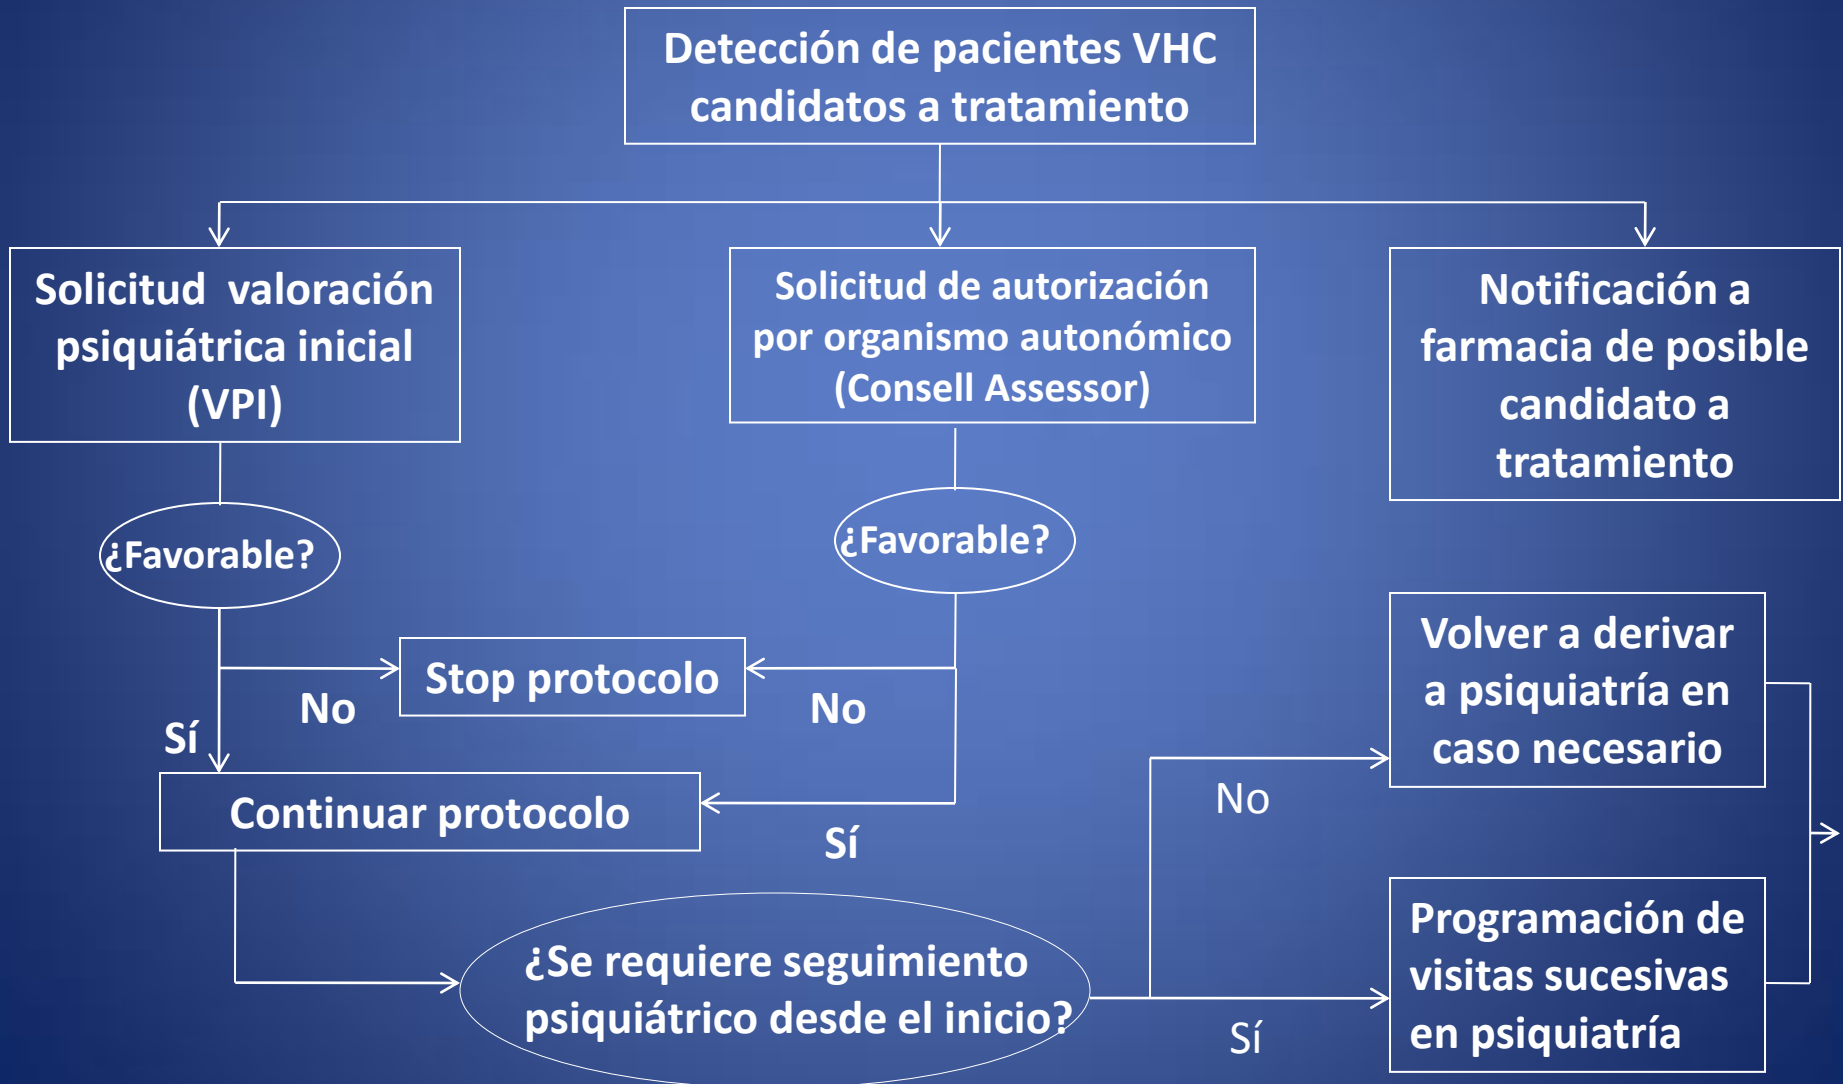 Detección de pacientes VHC
candidatos a tratamiento
Solicitud valoración
psiquiátrica inicial
(VPI)
Solicitud de autorización
por organismo autonómico
(Consell Assessor)
Notificación a
farmacia de posible
candidato a
tratamiento
¿Favorable?
¿Favorable?
Stop protocolo
No
No
Sí
Continuar protocolo
Sí
Volver a derivar
a psiquiatría en
caso necesario
No
¿Se requiere seguimiento
psiquiátrico desde el inicio?
Sí
Programación de
visitas sucesivas
en psiquiatría